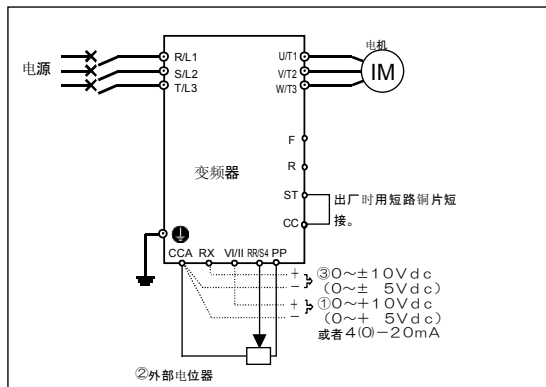 电源
R/L1
S/L2
T/L3
U/T1
V/T2
W/T3
电机
IM
变频器
F
R
ST
CC
出厂时用短路铜片短
接。
CCA RX VI/II RR/S4 PP
+ ③0～±10Vdc
− （0～± 5Vdc）
+ ①0～+10Vdc
− （0～+ 5Vdc）
或者4(0)−20mA
②外部电位器